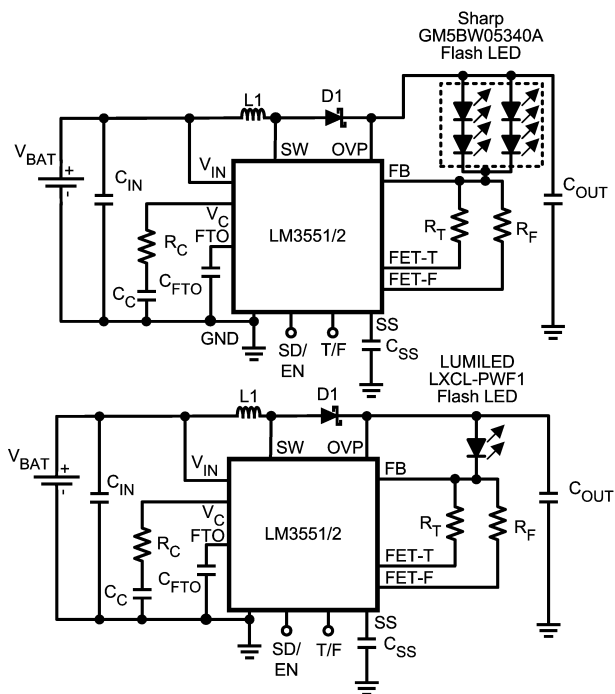 Sharp
GM5BW05340A
Flash LED
L1
D1
VBAT
+
-
CIN
VIN
SW
OVP
FB
COUT
VC
RC
FTO
LM3551/2
RT
RF
CC
CFTO
FET-T
FET-F
GND
SD/
EN
T/F
SS
CSS
LUMILED
LXCL-PWF1
Flash LED
L1
D1
VBAT
+
-
CIN
VIN
SW
OVP
FB
COUT
VC
RC
FTO
LM3551/2
RT
RF
CC
CFTO
FET-T
FET-F
SD/
EN
T/F
SS
CSS